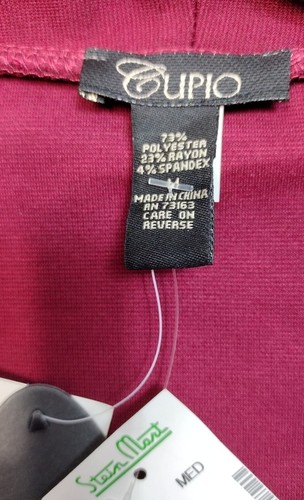 CUPIO
73%
POLYESTER
23% RAYON
4% SPANDEX
M
MADE IN CHINA
RN 73163
CARE ON
REVERSE
Stein Mart
MED